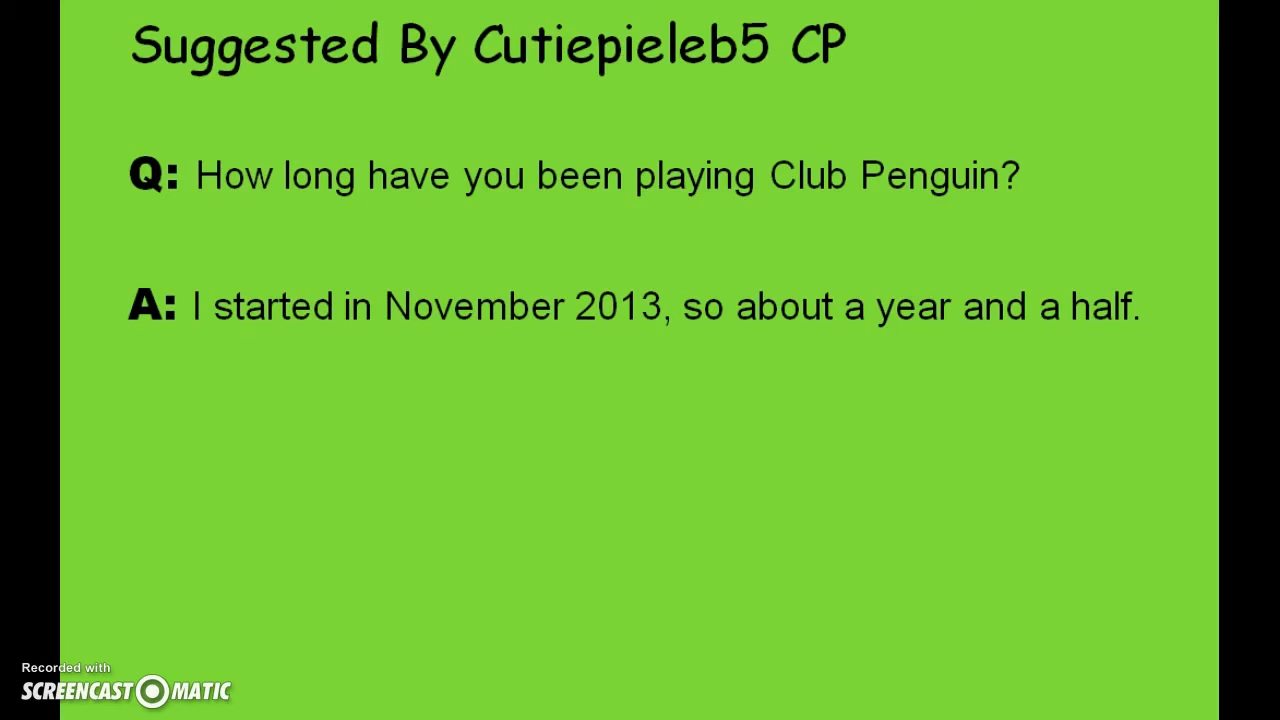 Suggested By Cutiepieleb5 CP
Q: How long have you been playing Club Penguin?
A: I started in November 2013, so about a year and a half.
Recorded with
SCREENCAST MATIC